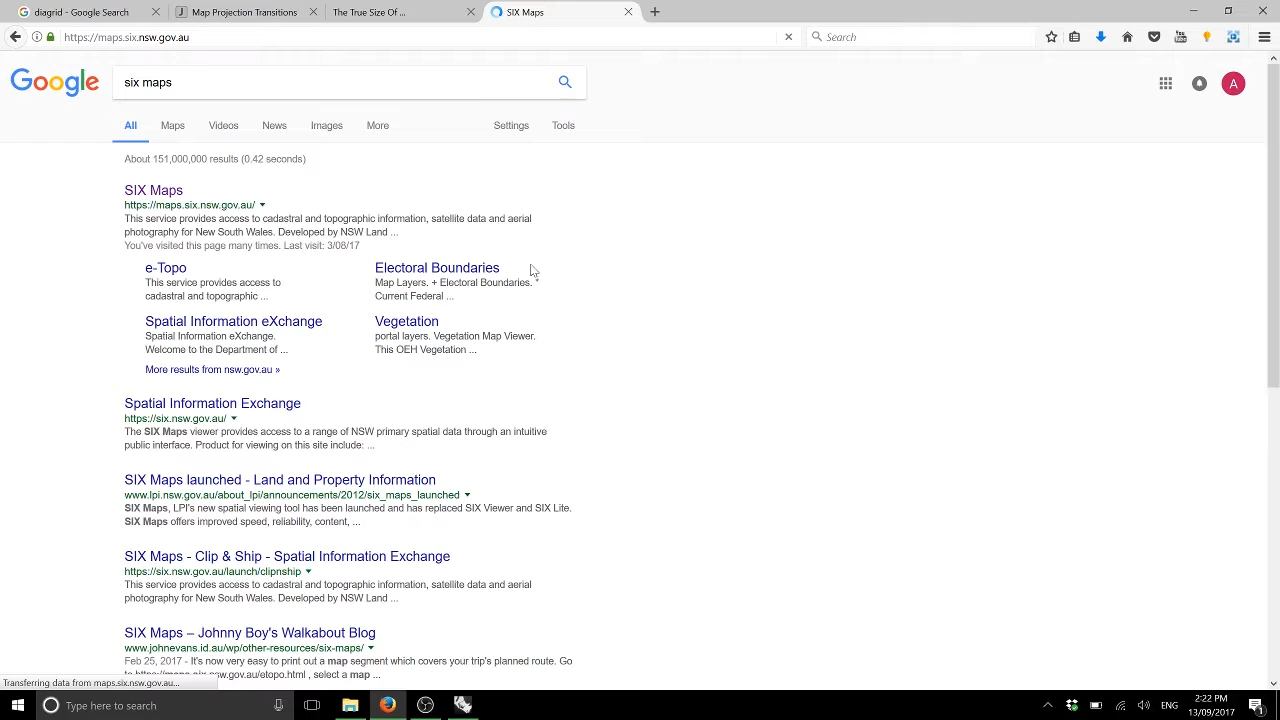 diagrid - Google Search
Map Projection Transitions
The True Size Of ...
SIX Maps
https://maps.six.nsw.gov.au
Search
Google
six maps
A
All
Maps
Videos
News
Images
More
Settings
Tools
About 151,000,000 results (0.42 seconds)
SIX Maps
https://maps.six.nsw.gov.au/
This service provides access to cadastral and topographic information, satellite data and aerial
photography for New South Wales. Developed by NSW Land ...
You've visited this page many times. Last visit: 3/08/17
e-Topo
This service provides access to
cadastral and topographic ...
Electoral Boundaries
Map Layers. + Electoral Boundaries.
Current Federal ...
Spatial Information eXchange
Spatial Information eXchange.
Welcome to the Department of ...
Vegetation
portal layers. Vegetation Map Viewer.
This OEH Vegetation ...
More results from nsw.gov.au »
Spatial Information Exchange
https://six.nsw.gov.au/
The SIX Maps viewer provides access to a range of NSW primary spatial data through an intuitive
public interface. Product for viewing on this site include: ...
SIX Maps launched - Land and Property Information
www.lpi.nsw.gov.au/about_lpi/announcements/2012/six_maps_launched
SIX Maps, LPI's new spatial viewing tool has been launched and has replaced SIX Viewer and SIX Lite.
SIX Maps offers improved speed, reliability, content, ...
SIX Maps - Clip & Ship - Spatial Information Exchange
https://six.nsw.gov.au/launch/clipnship
This service provides access to cadastral and topographic information, satellite data and aerial
photography for New South Wales. Developed by NSW Land ...
SIX Maps – Johnny Boy's Walkabout Blog
www.johnevans.id.au/wp/other-resources/six-maps/
Feb 25, 2017 - It's now very easy to print out a map segment which covers your trip's planned route. Go
to https://maps.six.nsw.gov.au/etopo.html , select a map ...
Transferring data from maps.six.nsw.gov.au...
Type here to search
ENG
2:22 PM
13/09/2017
1